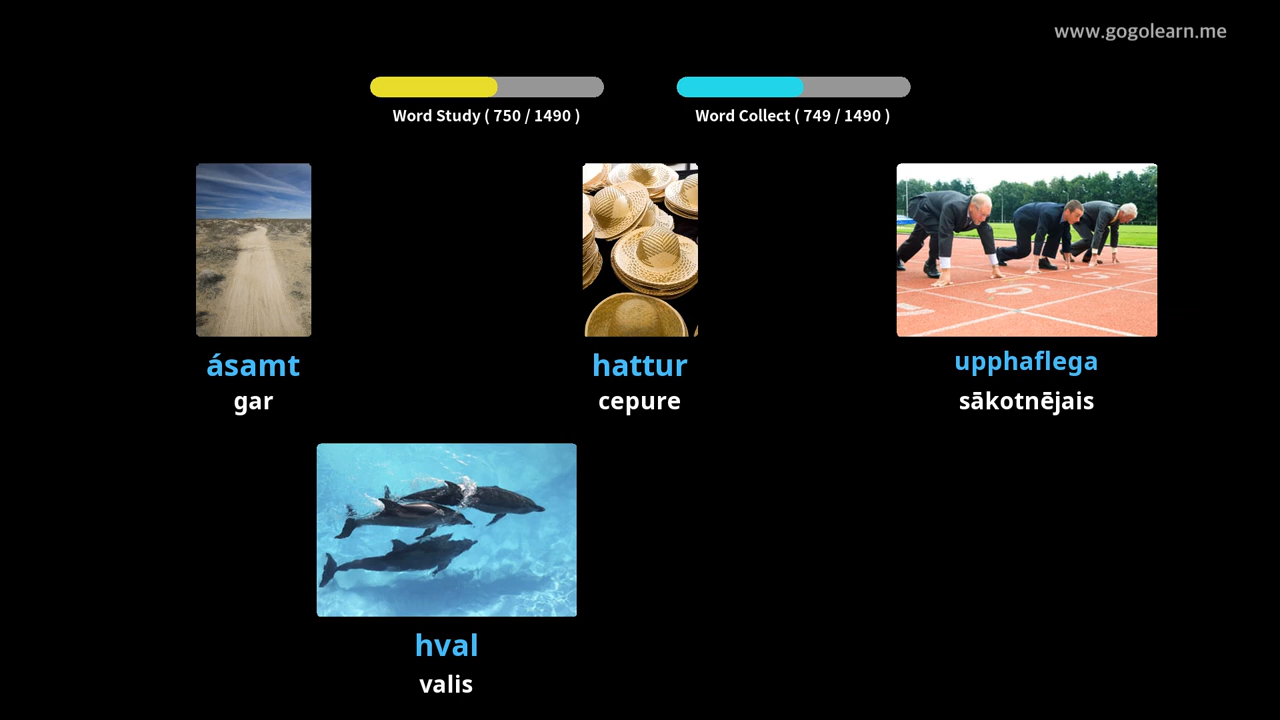 www.gogolearn.me
Word Study ( 750 / 1490 )
Word Collect ( 749 / 1490 )
ásamt
gar
hattur
cepure
upphaflega
sākotnējais
hval
valis